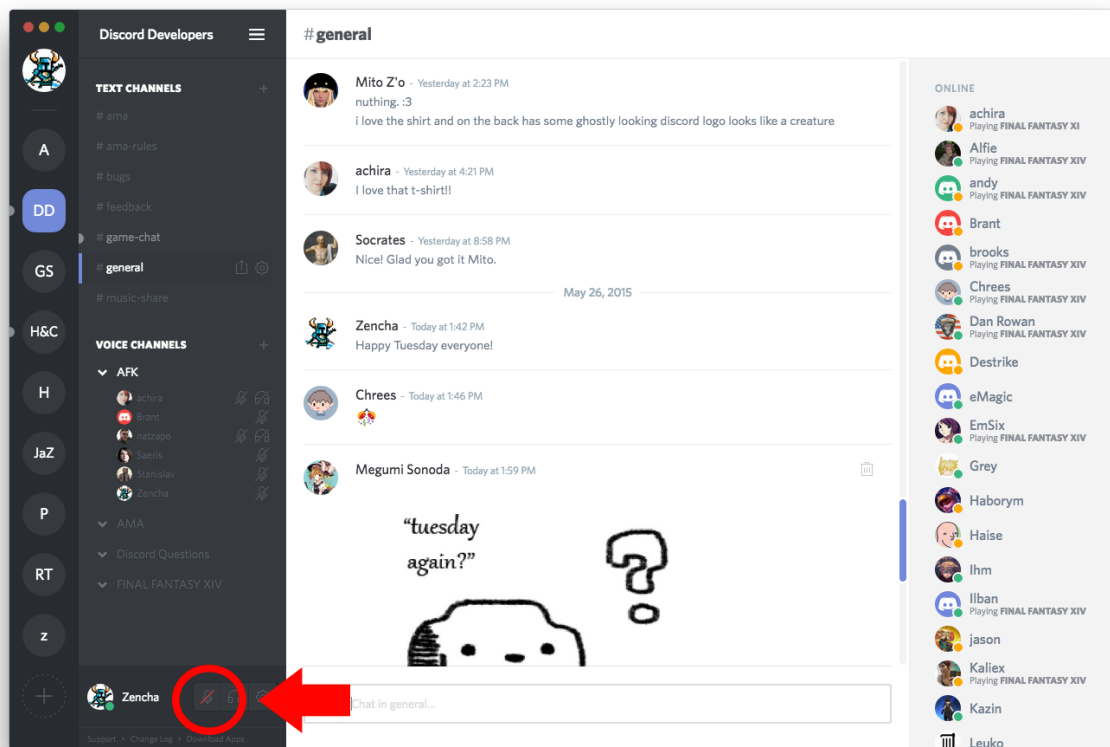 Discord Developers
TEXT CHANNELS
# ama
# ama-rules
# bugs
# feedback
# game-chat
# general
# music-share
VOICE CHANNELS
AFK
achira
Brant
natzapo
Saeris
Stanislav
Zencha
AMA
Discord Questions
FINAL FANTASY XIV
A
DD
GS
H&C
H
JaZ
P
RT
z
Zencha
Support • Change Log • Download Apps
#general
Mito Z'o - Yesterday at 2:23 PM
nuthing. :3
i love the shirt and on the back has some ghostly looking discord logo looks like a creature
achira - Yesterday at 4:21 PM
I love that t-shirt!!
Socrates - Yesterday at 8:58 PM
Nice! Glad you got it Mito.
May 26, 2015
Zencha - Today at 1:42 PM
Happy Tuesday everyone!
Chrees - Today at 1:46 PM
Megumi Sonoda - Today at 1:59 PM
“tuesday
again?”
?
Chat in general...
ONLINE
achira
Playing FINAL FANTASY XI
Alfie
Playing FINAL FANTASY XIV
andy
Playing FINAL FANTASY XIV
Brant
brooks
Playing FINAL FANTASY XIV
Chrees
Playing FINAL FANTASY XIV
Dan Rowan
Playing FINAL FANTASY XIV
Destrike
eMagic
EmSix
Playing FINAL FANTASY XIV
Grey
Haborym
Haise
Ihm
Ilban
Playing FINAL FANTASY XIV
jason
Kaliex
Playing FINAL FANTASY XIV
Kazin
Leuko